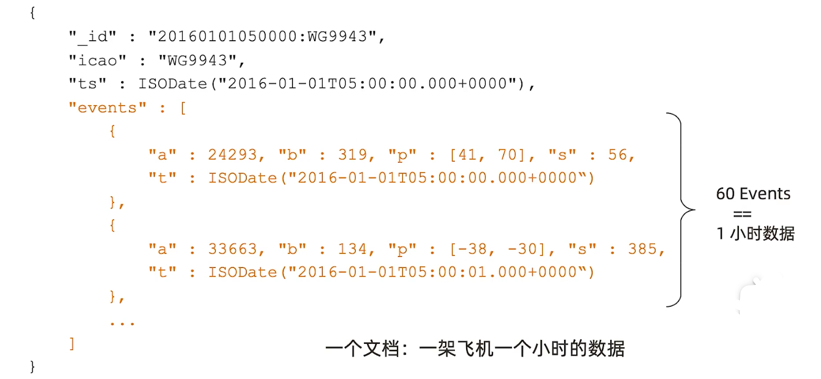 {
"_id" : "20160101050000:WG9943",
"icao" : "WG9943",
"ts" : ISODate("2016-01-01T05:00:00.000+0000"),
"events" : [
{
"a" : 24293, "b" : 319, "p" : [41, 70], "s" : 56,
"t" : ISODate("2016-01-01T05:00:00.000+0000“)
},
{
"a" : 33663, "b" : 134, "p" : [-38, -30], "s" : 385,
"t" : ISODate("2016-01-01T05:00:01.000+0000“)
},
...
]
}
60 Events
==
1 小时数据
一个文档：一架飞机一个小时的数据